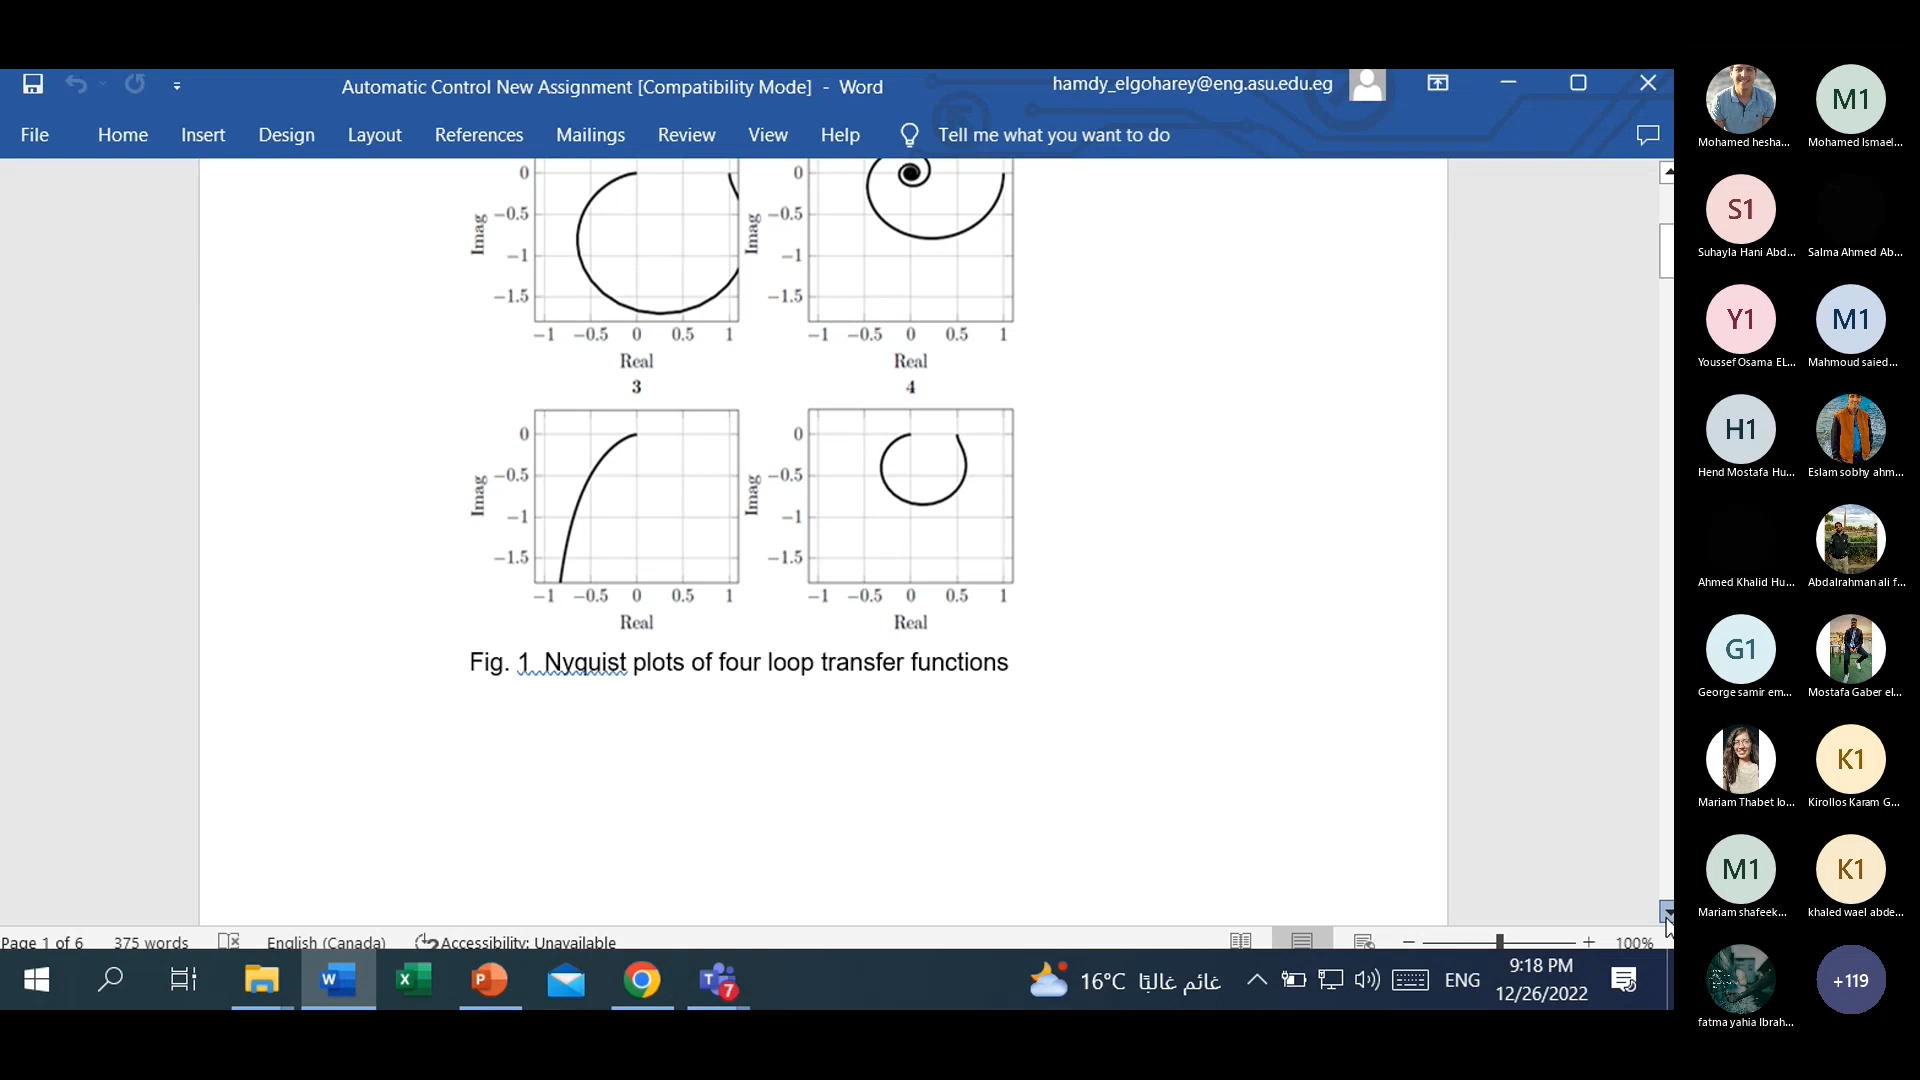 Automatic Control New Assignment [Compatibility Mode] - Word
hamdy_elgoharey@eng.asu.edu.eg
File Home Insert Design Layout References Mailings Review View Help Tell me what you want to do
0
−0.5
−1
−1.5
Imag
−1 −0.5 0 0.5 1
Real
0
−0.5
−1
−1.5
Imag
−1 −0.5 0 0.5 1
Real
3
4
0
−0.5
−1
−1.5
Imag
−1 −0.5 0 0.5 1
Real
0
−0.5
−1
−1.5
Imag
−1 −0.5 0 0.5 1
Real
Fig. 1 Nyquist plots of four loop transfer functions
Page 1 of 6 375 words English (Canada) Accessibility: Unavailable
100%
7
16°C غائم غالبًا
ENG
9:18 PM
12/26/2022
Mohamed hesha...
M1
Mohamed Ismael...
S1
Suhayla Hani Abd...
Salma Ahmed Ab...
Y1
Youssef Osama EL...
M1
Mahmoud saied...
H1
Hend Mostafa Hu...
Eslam sobhy ahm...
Ahmed Khalid Hu...
Abdalrahman ali f...
G1
George samir em...
Mostafa Gaber el...
Mariam Thabet lo...
K1
Kirollos Karam G...
M1
Mariam shafeek...
K1
khaled wael abde...
fatma yahia Ibrah...
+119